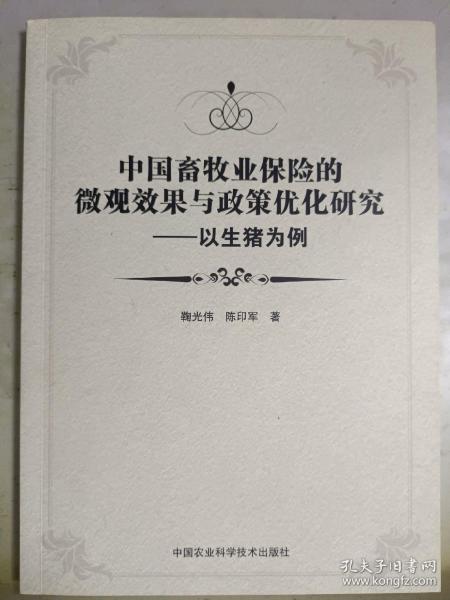 中国畜牧业保险的
微观效果与政策优化研究
——以生猪为例
鞠光伟 陈印军 著
中国农业科学技术出版社
孔夫子旧书网
www.kongfz.com